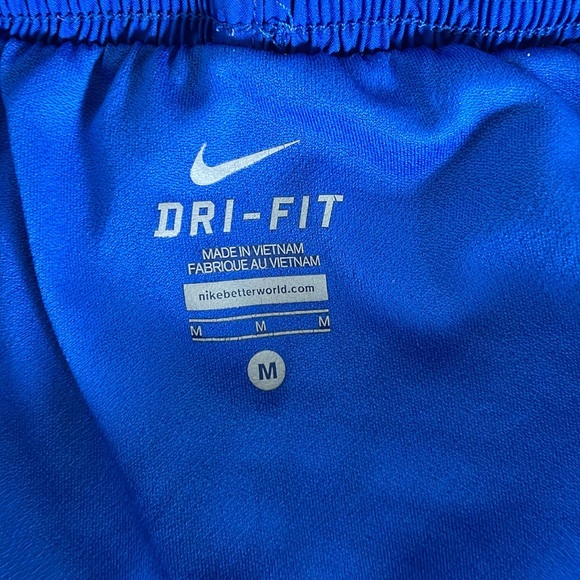 DRI-FIT
MADE IN VIETNAM
FABRIQUE AU VIETNAM
nikebetterworld.com
M M M
M